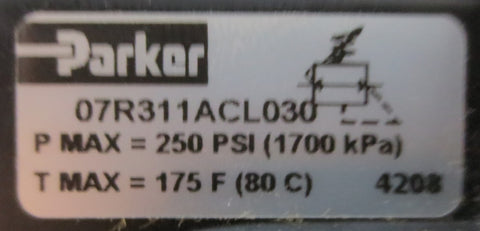 Parker
07R311ACL030
P MAX = 250 PSI (1700 kPa)
T MAX = 175 F (80 C) 4208